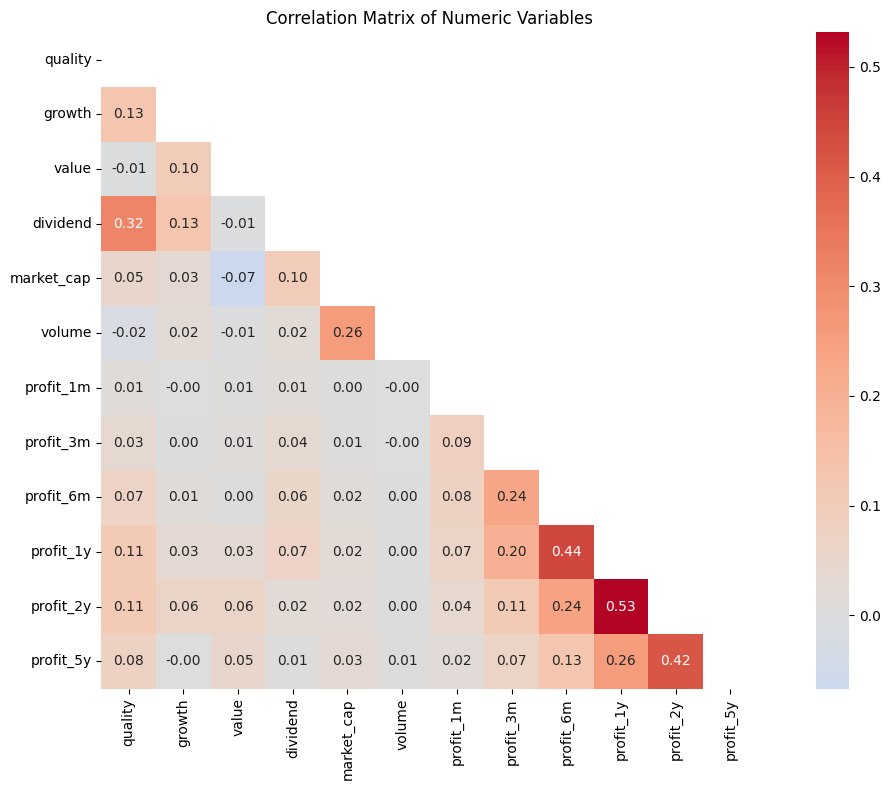 Correlation Matrix of Numeric Variables
quality
growth 0.13
value -0.01 0.10
dividend 0.32 0.13 -0.01
market_cap 0.05 0.03 -0.07 0.10
volume -0.02 0.02 -0.01 0.02 0.26
profit_1m 0.01 -0.00 0.01 0.01 0.00 -0.00
profit_3m 0.03 0.00 0.01 0.04 0.01 -0.00 0.09
profit_6m 0.07 0.01 0.00 0.06 0.02 0.00 0.08 0.24
profit_1y 0.11 0.03 0.03 0.07 0.02 0.00 0.07 0.20 0.44
profit_2y 0.11 0.06 0.06 0.02 0.02 0.00 0.04 0.11 0.24 0.53
profit_5y 0.08 -0.00 0.05 0.01 0.03 0.01 0.02 0.07 0.13 0.26 0.42
quality growth value dividend market_cap volume profit_1m profit_3m profit_6m profit_1y profit_2y profit_5y
0.5
0.4
0.3
0.2
0.1
0.0